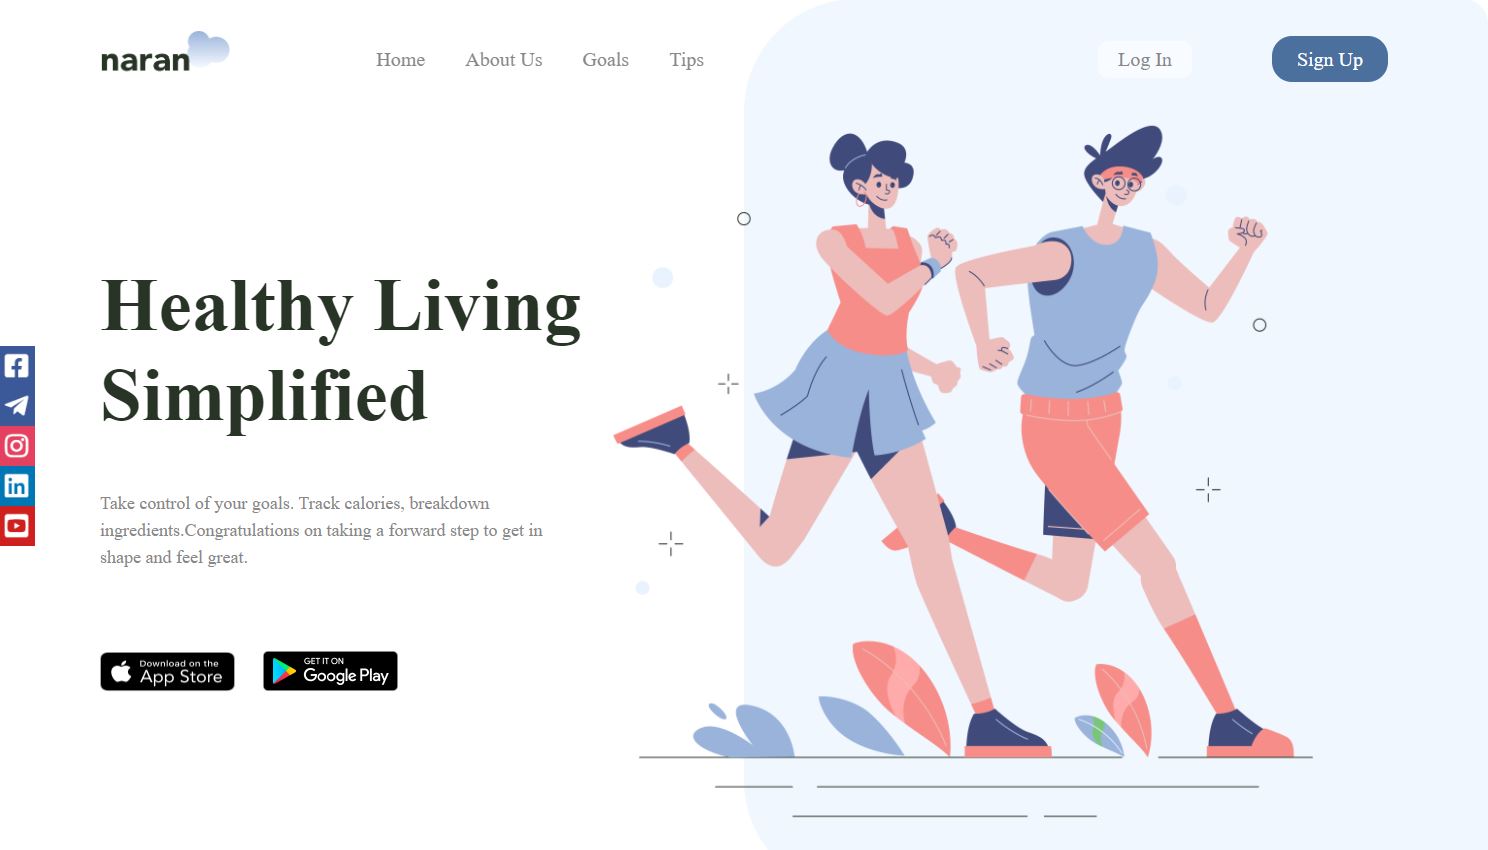 naran
Home About Us Goals Tips
Log In
Sign Up
Healthy Living
Simplified
Take control of your goals. Track calories, breakdown
ingredients.Congratulations on taking a forward step to get in
shape and feel great.
Download on the
App Store
GET IT ON
Google Play